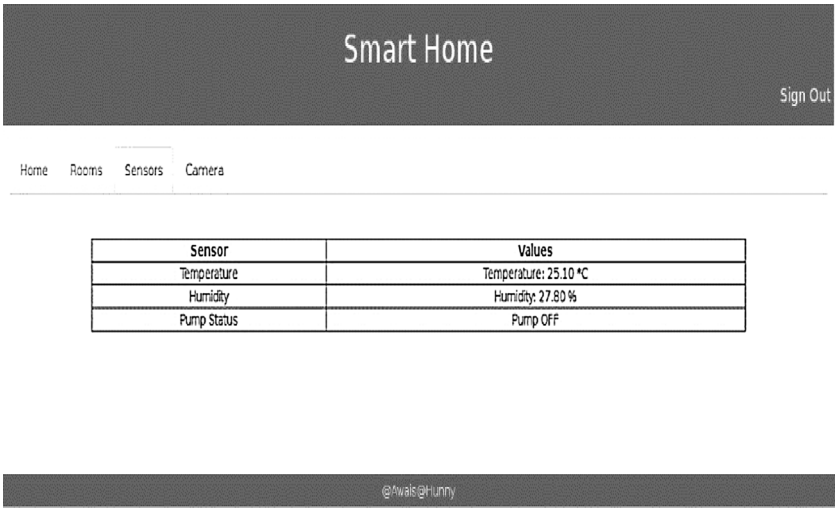 Smart Home
Sign Out
Home Rooms Sensors Camera
Sensor Values
Temperature Temperature: 25.10 *C
Humidity Humidity: 27.80 %
Pump Status Pump OFF
@Awais@Hunny